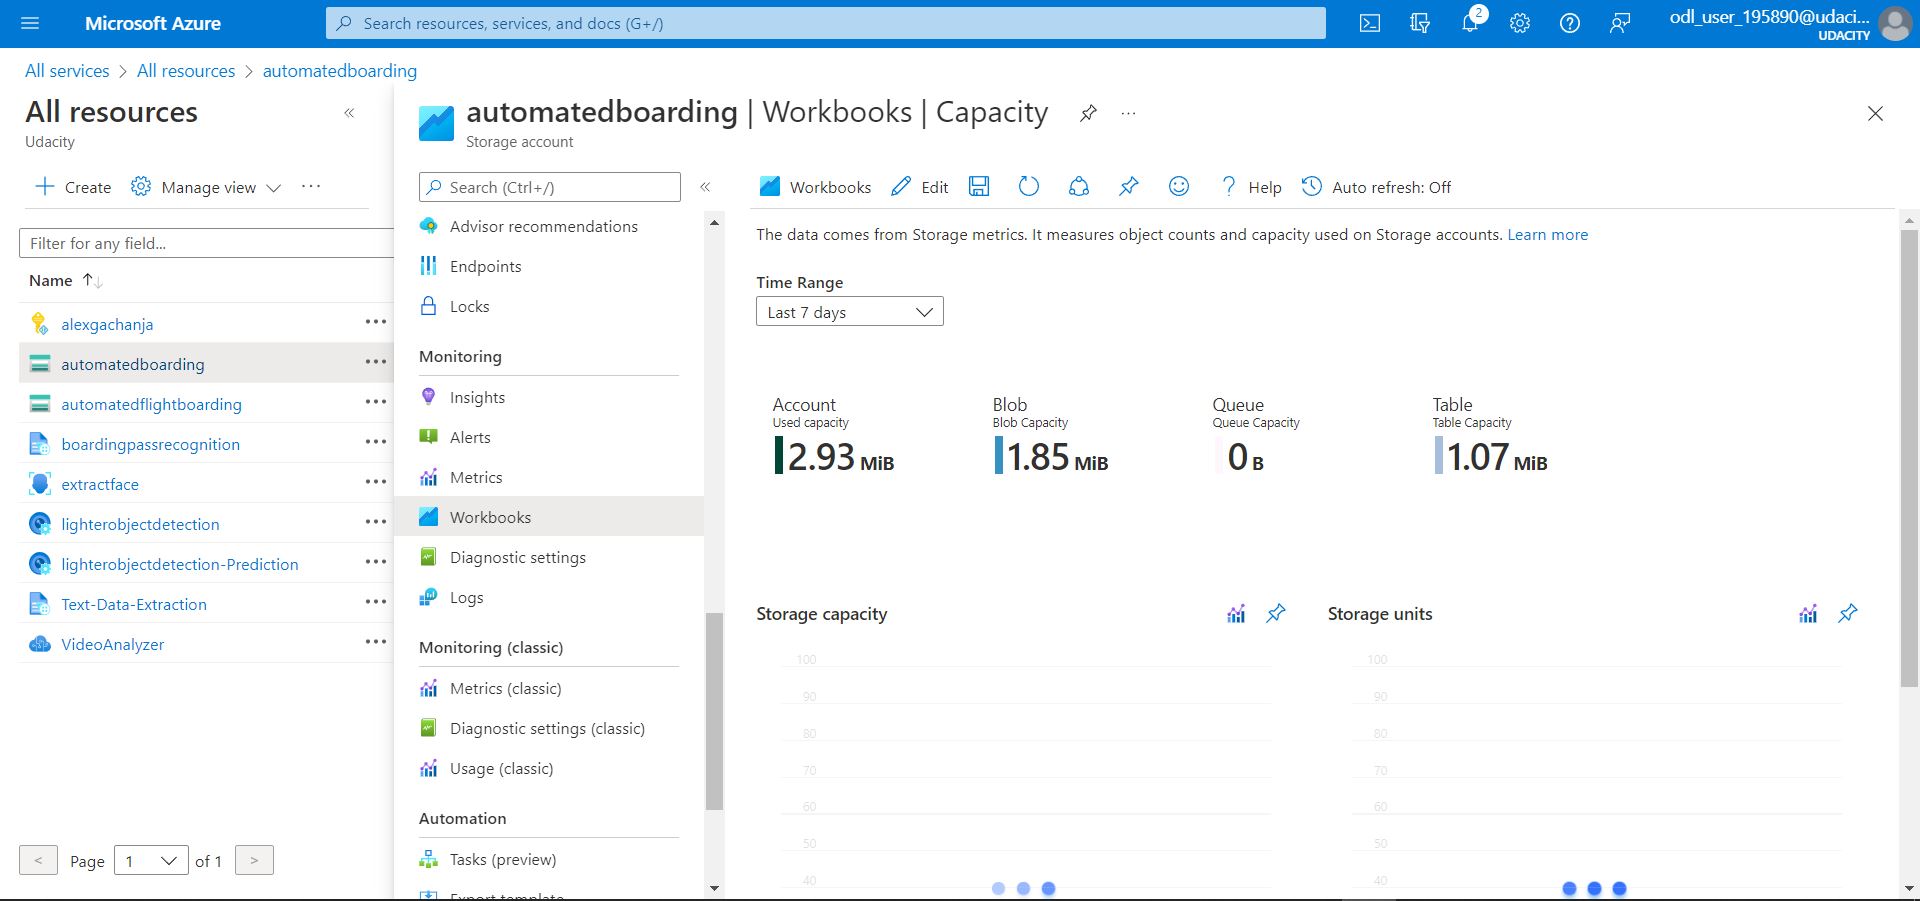 Microsoft Azure
Search resources, services, and docs (G+/)
2
odl_user_195890@udaci...
UDACITY
All services > All resources > automatedboarding
All resources
Udacity
Create
Manage view
Filter for any field...
Name
alexgachanja
automatedboarding
automatedflightboarding
boardingpassrecognition
extractface
lighterobjectdetection
lighterobjectdetection-Prediction
Text-Data-Extraction
VideoAnalyzer
< Page 1 of 1 >
automatedboarding | Workbooks | Capacity
Storage account
Search (Ctrl+/)
Advisor recommendations
Endpoints
Locks
Monitoring
Insights
Alerts
Metrics
Workbooks
Diagnostic settings
Logs
Monitoring (classic)
Metrics (classic)
Diagnostic settings (classic)
Usage (classic)
Automation
Tasks (preview)
Export template
Workbooks Edit Help Auto refresh: Off
The data comes from Storage metrics. It measures object counts and capacity used on Storage accounts. Learn more
Time Range
Last 7 days
Account
Used capacity
2.93 MiB
Blob
Blob Capacity
1.85 MiB
Queue
Queue Capacity
0 B
Table
Table Capacity
1.07 MiB
Storage capacity
100
90
80
70
60
50
40
Storage units
100
90
80
70
60
50
40